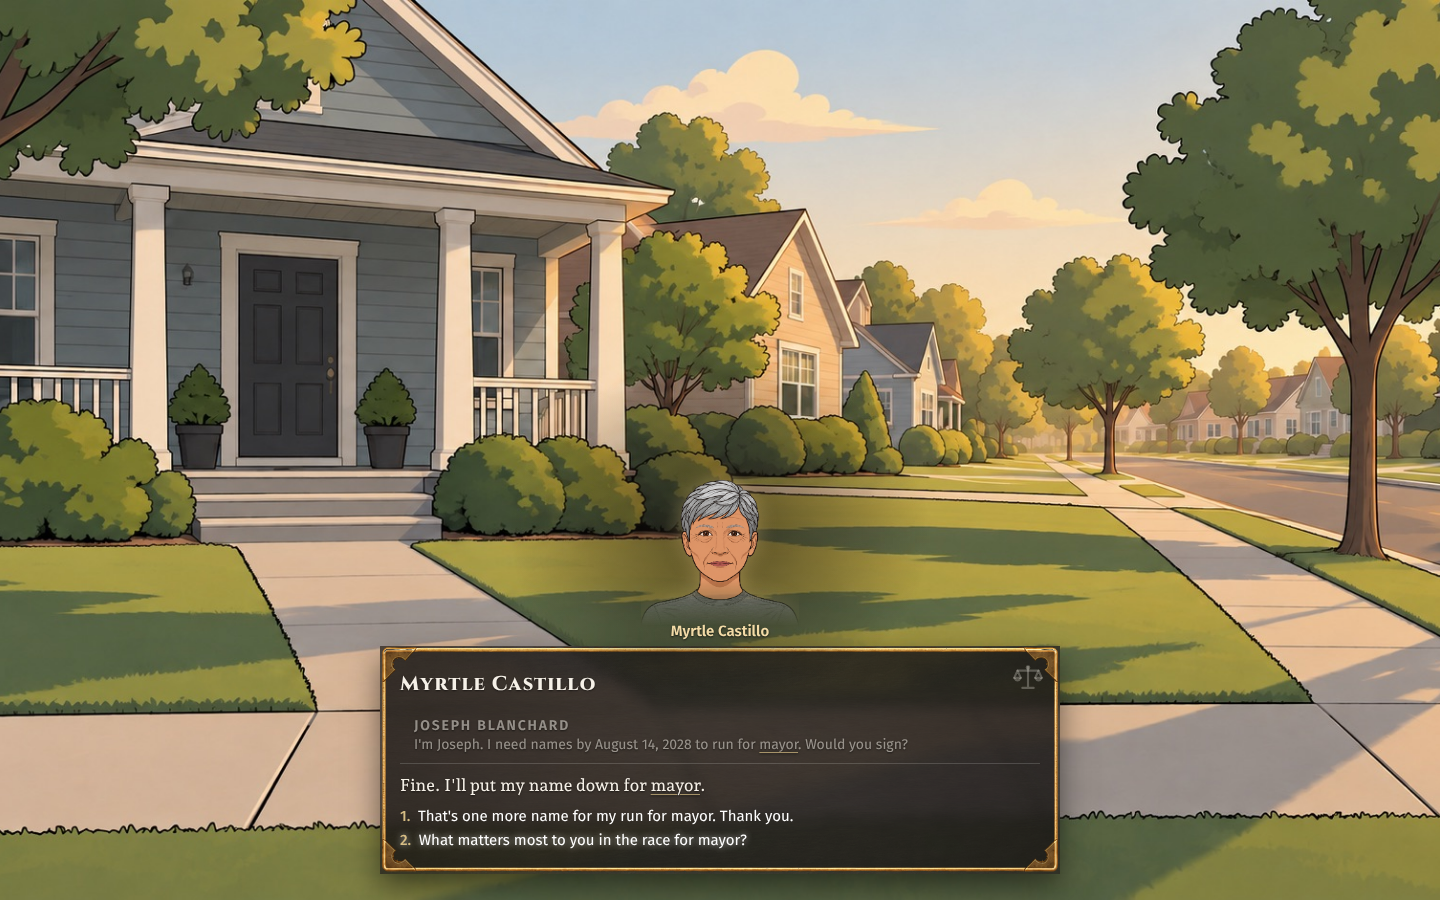 Myrtle Castillo
MYRTLE CASTILLO
JOSEPH BLANCHARD
I'm Joseph. I need names by August 14, 2028 to run for mayor. Would you sign?
Fine. I'll put my name down for mayor.
1. That's one more name for my run for mayor. Thank you.
2. What matters most to you in the race for mayor?